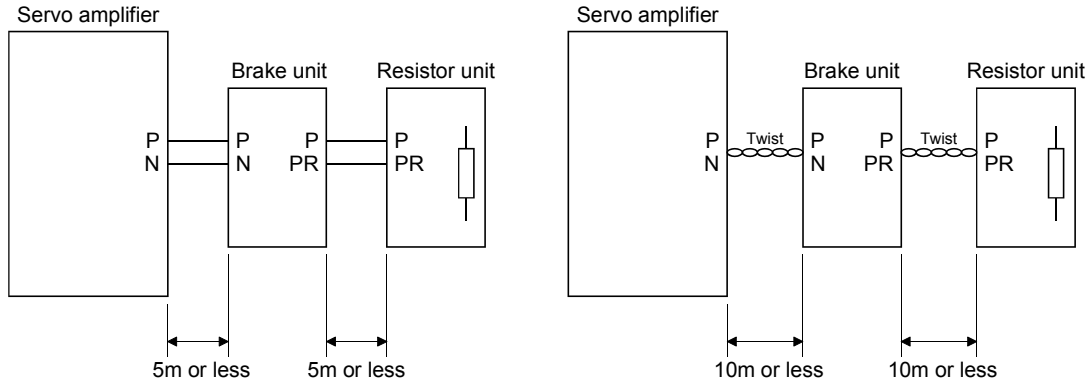 Servo amplifier
Brake unit
Resistor unit
P
N
P
N
P
PR
P
PR
5m or less
5m or less
Servo amplifier
Brake unit
Resistor unit
P
N
Twist
P
N
P
PR
Twist
P
PR
10m or less
10m or less